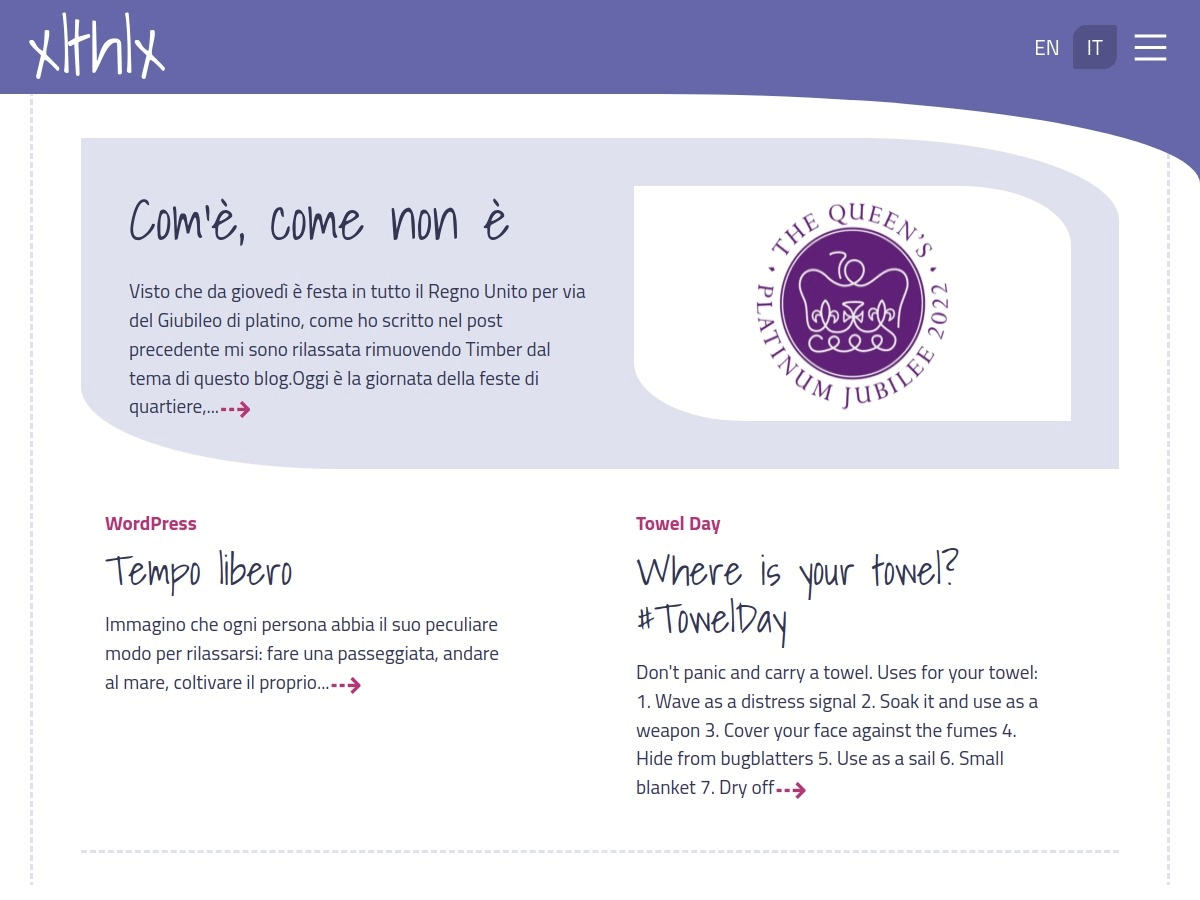 xlthlx
EN IT
Com'è, come non è
Visto che da giovedì è festa in tutto il Regno Unito per via
del Giubileo di platino, come ho scritto nel post
precedente mi sono rilassata rimuovendo Timber dal
tema di questo blog.Oggi è la giornata della feste di
quartiere,...
THE QUEEN'S
PLATINUM JUBILEE 2022
70
WordPress
Tempo libero
Immagino che ogni persona abbia il suo peculiare
modo per rilassarsi: fare una passeggiata, andare
al mare, coltivare il proprio...
Towel Day
Where is your towel?
#TowelDay
Don't panic and carry a towel. Uses for your towel:
1. Wave as a distress signal 2. Soak it and use as a
weapon 3. Cover your face against the fumes 4.
Hide from bugblatters 5. Use as a sail 6. Small
blanket 7. Dry off